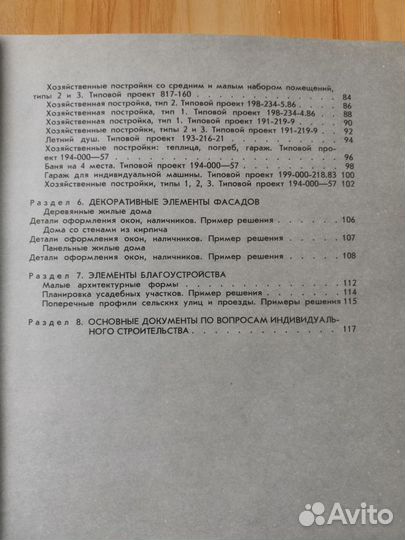 Хозяйственные постройки со средним и малым набором помещений,
типы 2 и 3. Типовой проект 817-160 . . . . . . . . . 84
Хозяйственная постройка, тип 2. Типовой проект 198-234-5.86 . 86
Хозяйственная постройка, тип 1. Типовой проект 198-234-4.86 . 88
Хозяйственная постройка, тип 1. Типовой проект 191-219-9 . . 90
Хозяйственные постройки, типы 2 и 3. Типовой проект 191-219-9 . 92
Летний душ. Типовой проект 193-216-21 . . . . . . . 94
Хозяйственные постройки: теплица, погреб, гараж. Типовой про-
ект 194-000—57 . . . . . . . . . . . . . . 96
Баня на 4 места. Типовой проект 194-000—57 . . . . . . 98
Гараж для индивидуальной машины. Типовой проект 199-000-218.83 100
Хозяйственные постройки, типы 1, 2, 3. Типовой проект 194-000—57 102
Раздел 6. ДЕКОРАТИВНЫЕ ЭЛЕМЕНТЫ ФАСАДОВ
Деревянные жилые дома
Детали оформления окон, наличников. Пример решения . . . . 106
Дома со стенами из кирпича
Детали оформления окон, наличников. Пример решения . . . . 107
Панельные жилые дома
Детали оформления окон, наличников. Пример решения . . . . 108
Раздел 7. ЭЛЕМЕНТЫ БЛАГОУСТРОЙСТВА
Малые архитектурные формы . . . . . . . . . . . 112
Планировка усадебных участков. Пример решения . . . . . 114
Поперечные профили сельских улиц и проезды. Примеры решения 115
Раздел 8. ОСНОВНЫЕ ДОКУМЕНТЫ ПО ВОПРОСАМ ИНДИВИДУАЛЬ-
НОГО СТРОИТЕЛЬСТВА . . . . . . . . . . . 117
Avito